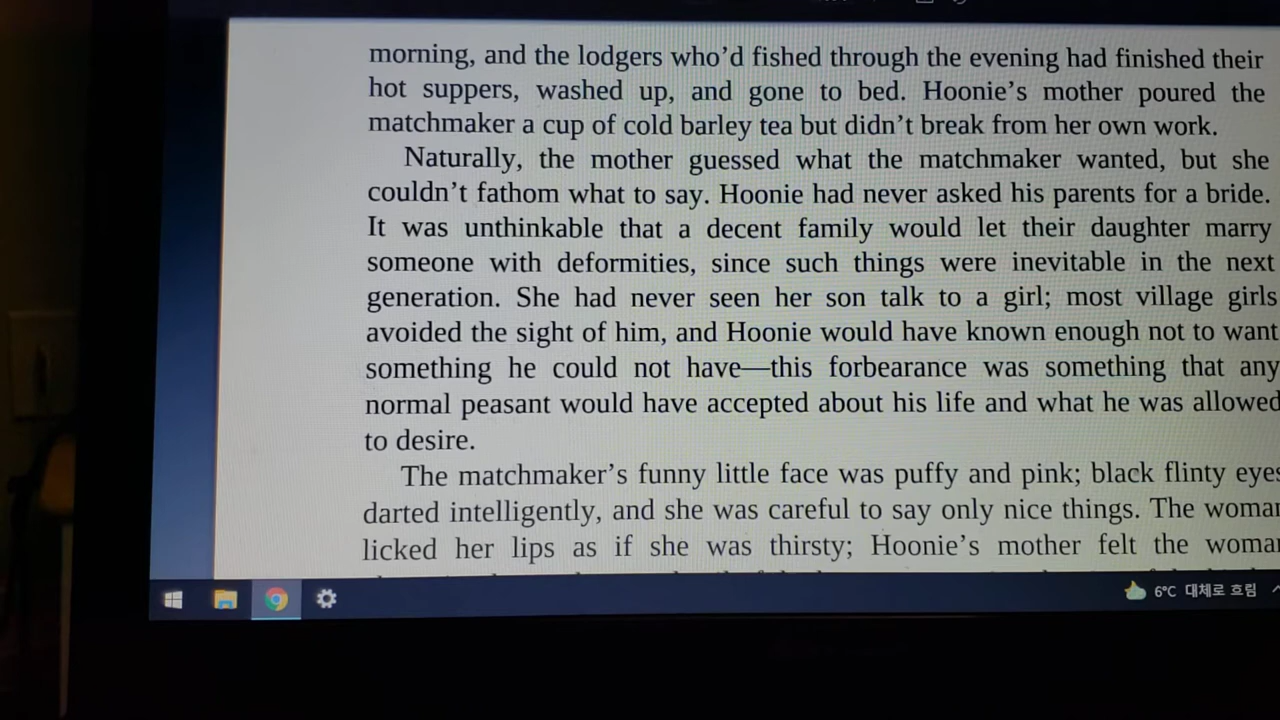 morning, and the lodgers who’d fished through the evening had finished their
hot suppers, washed up, and gone to bed. Hoonie’s mother poured the
matchmaker a cup of cold barley tea but didn’t break from her own work.
Naturally, the mother guessed what the matchmaker wanted, but she
couldn’t fathom what to say. Hoonie had never asked his parents for a bride.
It was unthinkable that a decent family would let their daughter marry
someone with deformities, since such things were inevitable in the next
generation. She had never seen her son talk to a girl; most village girls
avoided the sight of him, and Hoonie would have known enough not to want
something he could not have—this forbearance was something that any
normal peasant would have accepted about his life and what he was allowed
to desire.
The matchmaker’s funny little face was puffy and pink; black flinty eyes
darted intelligently, and she was careful to say only nice things. The woman
licked her lips as if she was thirsty; Hoonie’s mother felt the woman
6°C 대체로 흐림